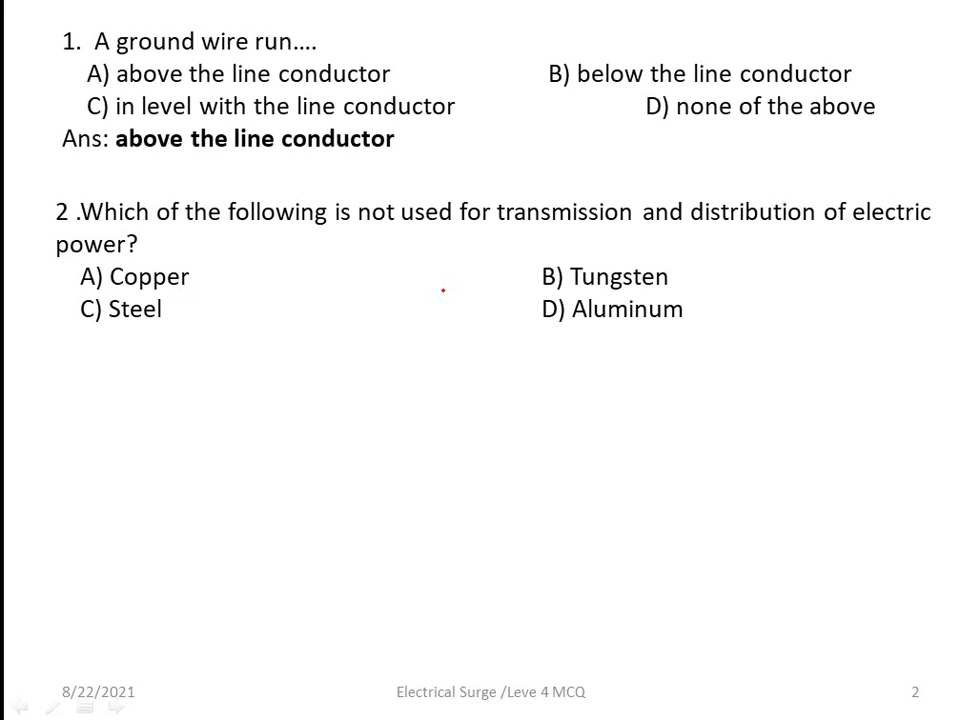 1. A ground wire run....
A) above the line conductor B) below the line conductor
C) in level with the line conductor D) none of the above
Ans: above the line conductor
2 .Which of the following is not used for transmission and distribution of electric
power?
A) Copper B) Tungsten
C) Steel D) Aluminum
8/22/2021 Electrical Surge /Leve 4 MCQ 2